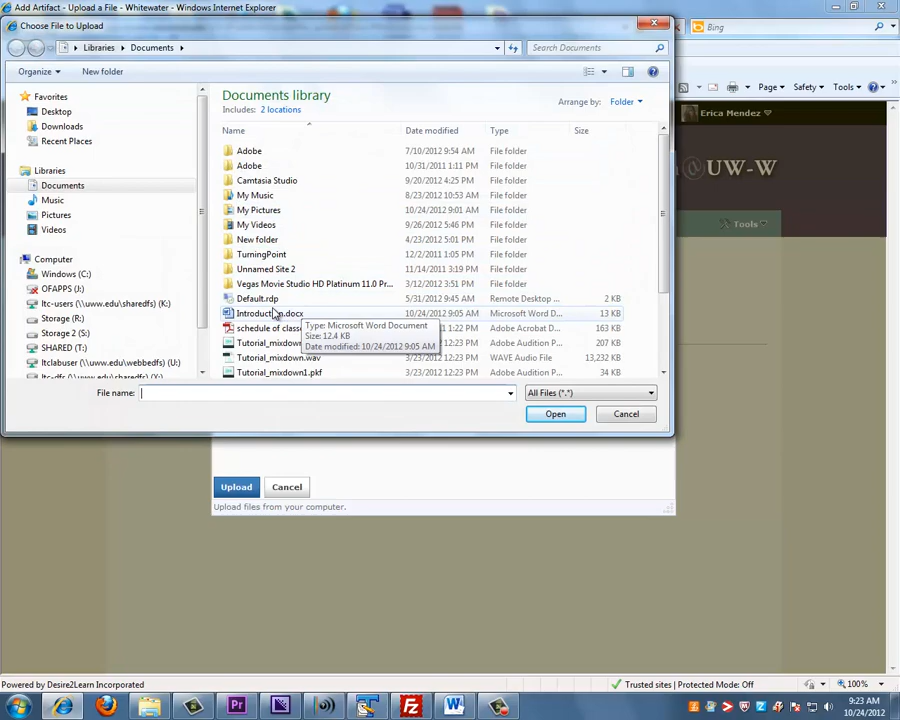 Add Artifact - Upload a File - Whitewater - Windows Internet Explorer
Choose File to Upload
Libraries Documents
Search Documents
Bing
Organize New folder
Page Safety Tools
Favorites
Desktop
Downloads
Recent Places
Libraries
Documents
Music
Pictures
Videos
Computer
Windows (C:)
OFAPPS (J:)
ltc-users (\\uww.edu\sharedfs) (K:)
Storage (R:)
Storage 2 (S:)
SHARED (T:)
ltclabuser (\\uww.edu\webbedfs) (U:)
Documents library
Includes: 2 locations
Arrange by: Folder
Name Date modified Type Size
Adobe 7/10/2012 9:54 AM File folder
Adobe 10/31/2011 1:11 PM File folder
Camtasia Studio 9/20/2012 4:25 PM File folder
My Music 8/23/2012 10:53 AM File folder
My Pictures 10/24/2012 9:01 AM File folder
My Videos 9/26/2012 5:46 PM File folder
New folder 4/23/2012 5:01 PM File folder
TurningPoint 12/2/2011 1:05 PM File folder
Unnamed Site 2 11/14/2011 3:19 PM File folder
Vegas Movie Studio HD Platinum 11.0 Pr... 3/12/2012 3:51 PM File folder
Default.rdp 5/31/2012 9:45 AM Remote Desktop ... 2 KB
Introduction.docx 10/24/2012 9:05 AM Microsoft Word D... 13 KB
schedule of class 1:22 PM Adobe Acrobat D... 163 KB
Tutorial_mixdown 12:23 PM Adobe Audition P... 207 KB
Tutorial_mixdown.wav 3/23/2012 12:23 PM WAVE Audio File 13,232 KB
Tutorial_mixdown1.pkf 3/23/2012 12:23 PM Adobe Audition P... 34 KB
Type: Microsoft Word Document
Size: 12.4 KB
Date modified: 10/24/2012 9:05 AM
File name: All Files (*.*)
Open Cancel
Erica Mendez
@UW-W
Tools
Upload Cancel
Upload files from your computer.
Powered by Desire2Learn Incorporated
Trusted sites | Protected Mode: Off
100%
Pr
9:23 AM
10/24/2012